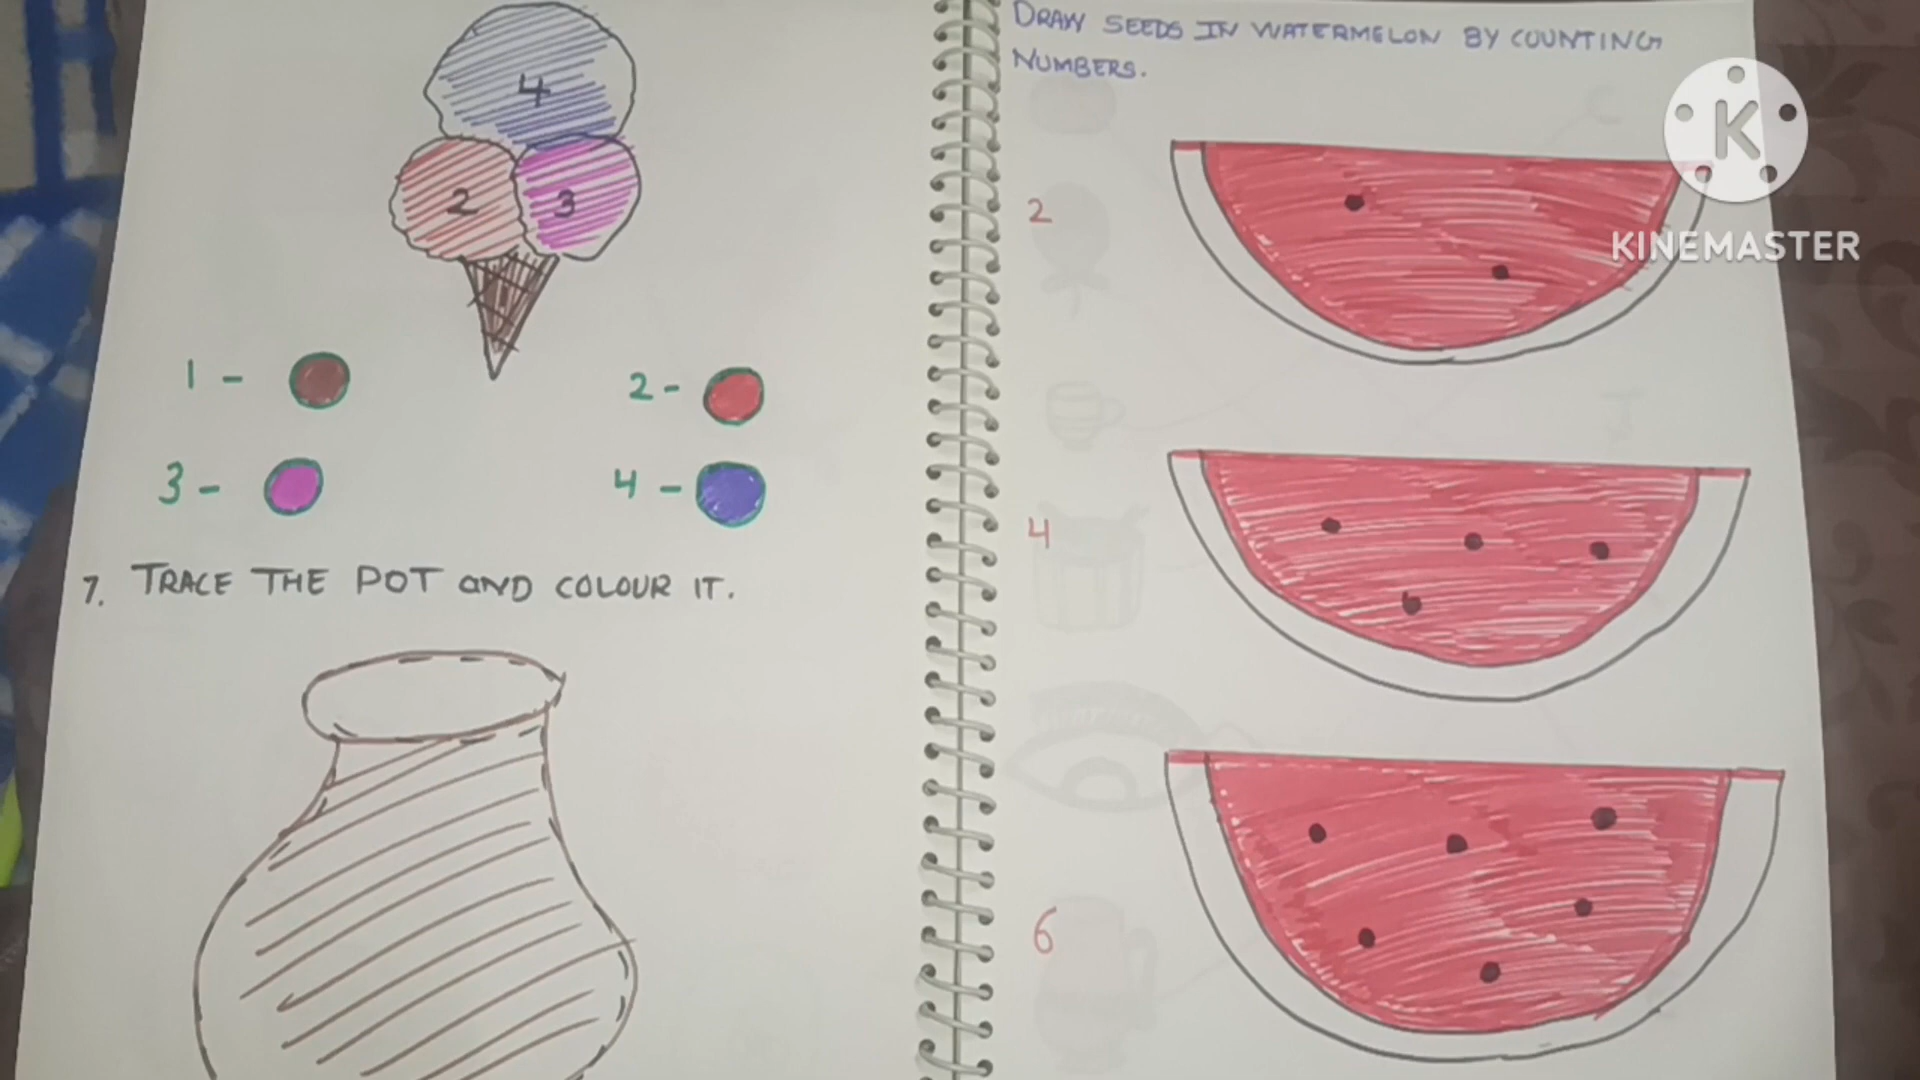 4
2 3
1 -
2 -
3 -
4 -
7. TRACE THE POT AND COLOUR IT.
DRAW SEEDS IN WATERMELON BY COUNTING
NUMBERS.
2
4
6
K
KINEMASTER